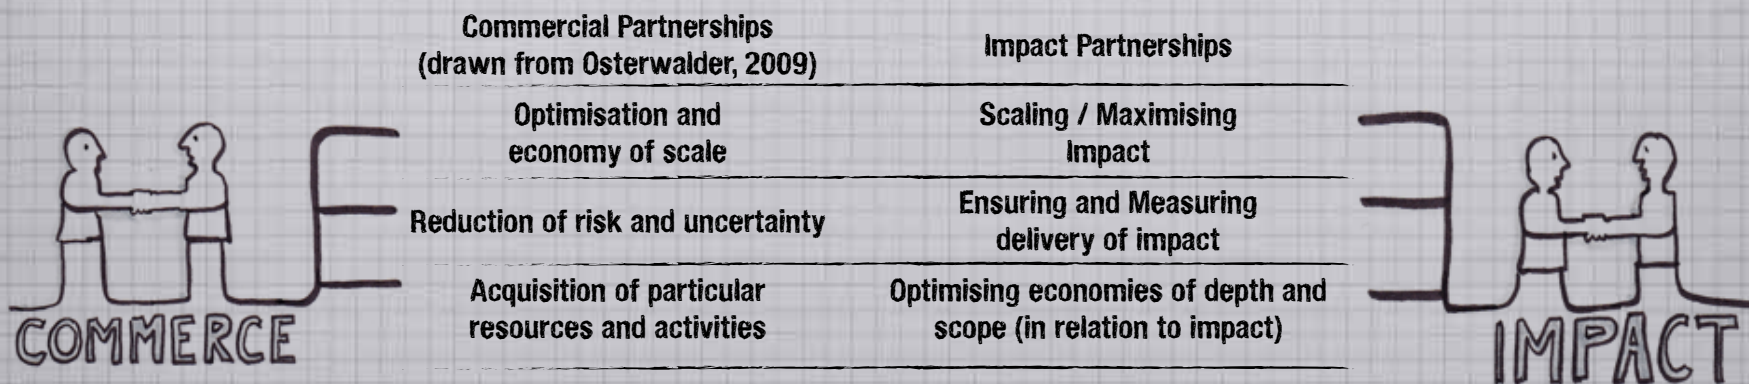 Commercial Partnerships
(drawn from Osterwalder, 2009)
Impact Partnerships
Optimisation and
economy of scale
Scaling / Maximising
Impact
Reduction of risk and uncertainty
Ensuring and Measuring
delivery of impact
Acquisition of particular
resources and activities
Optimising economies of depth and
scope (in relation to impact)
COMMERCE
IMPACT